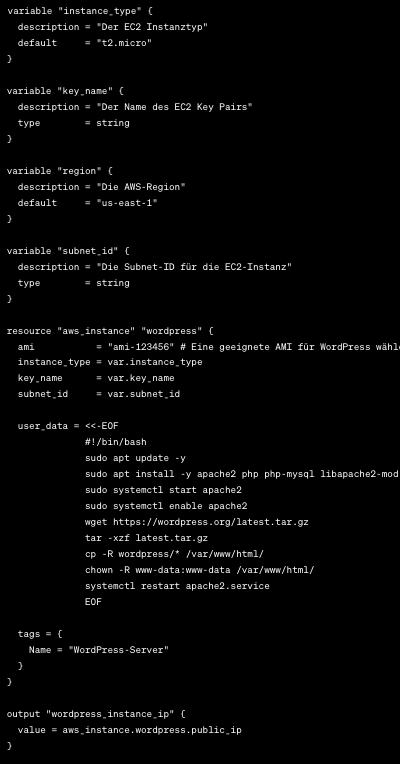 variable "instance_type" {
  description = "Der EC2 Instanztyp"
  default     = "t2.micro"
}

variable "key_name" {
  description = "Der Name des EC2 Key Pairs"
  type        = string
}

variable "region" {
  description = "Die AWS-Region"
  default     = "us-east-1"
}

variable "subnet_id" {
  description = "Die Subnet-ID für die EC2-Instanz"
  type        = string
}

resource "aws_instance" "wordpress" {
  ami           = "ami-123456" # Eine geeignete AMI für WordPress wähl
  instance_type = var.instance_type
  key_name      = var.key_name
  subnet_id     = var.subnet_id

  user_data = <<-EOF
              #!/bin/bash
              sudo apt update -y
              sudo apt install -y apache2 php php-mysql libapache2-mod
              sudo systemctl start apache2
              sudo systemctl enable apache2
              wget https://wordpress.org/latest.tar.gz
              tar -xzf latest.tar.gz
              cp -R wordpress/* /var/www/html/
              chown -R www-data:www-data /var/www/html/
              systemctl restart apache2.service
              EOF

  tags = {
    Name = "WordPress-Server"
  }
}

output "wordpress_instance_ip" {
  value = aws_instance.wordpress.public_ip
}